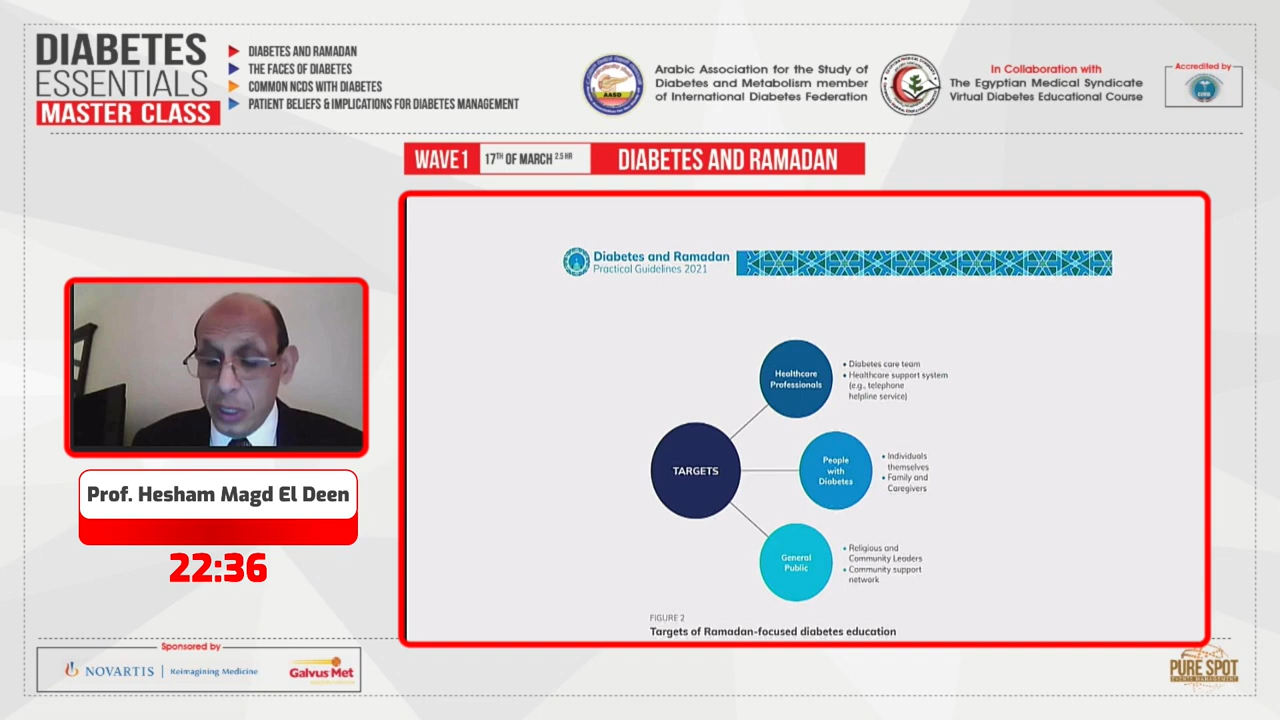 DIABETES
ESSENTIALS
MASTER CLASS
DIABETES AND RAMADAN
THE FACES OF DIABETES
COMMON NCDS WITH DIABETES
PATIENT BELIEFS & IMPLICATIONS FOR DIABETES MANAGEMENT
AASD
Arabic Association for the Study of
Diabetes and Metabolism member
of International Diabetes Federation
In Collaboration with
The Egyptian Medical Syndicate
Virtual Diabetes Educational Course
Accredited by
WAVE1
17TH OF MARCH 2.5 HR
DIABETES AND RAMADAN
Diabetes and Ramadan
Practical Guidelines 2021
TARGETS
Healthcare
Professionals
• Diabetes care team
• Healthcare support system
(e.g., telephone
helpline service)
People
with
Diabetes
• Individuals
themselves
• Family and
Caregivers
General
Public
• Religious and
Community Leaders
• Community support
network
FIGURE 2
Targets of Ramadan-focused diabetes education
Prof. Hesham Magd El Deen
22:36
Sponsored by
NOVARTIS | Reimagining Medicine
Galvus Met
PURE SPOT
EVENTS MANAGEMENT